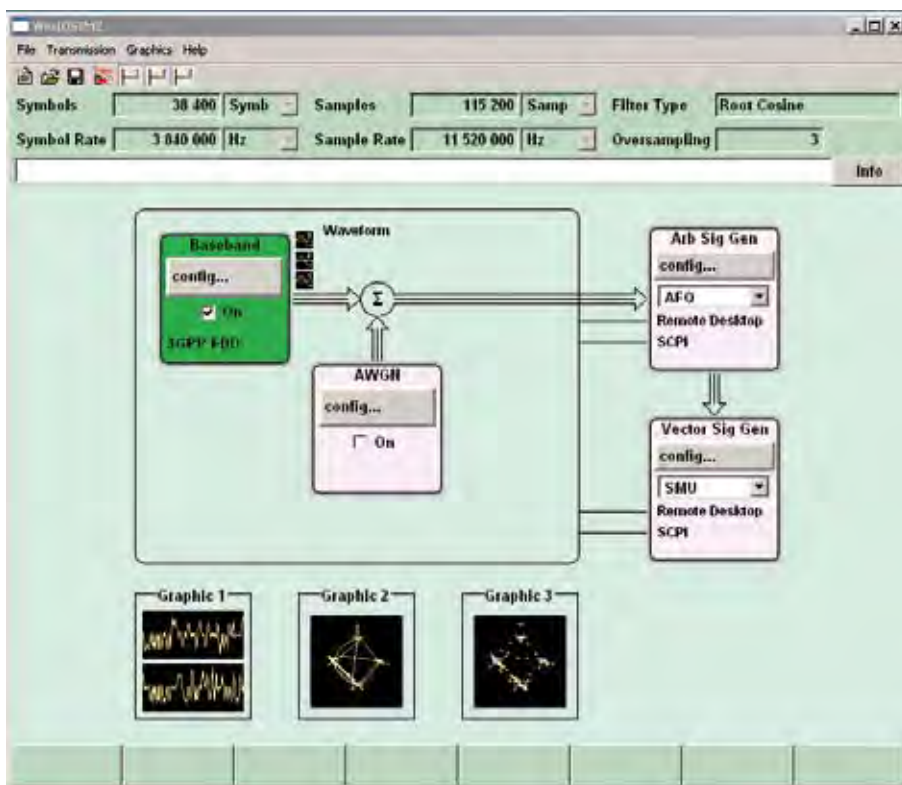 WinIQSIM2
File Transmission Graphics Help
Symbols 38 400 Symb Samples 115 200 Samp Filter Type Root Cosine
Symbol Rate 3 840 000 Hz Sample Rate 11 520 000 Hz Oversampling 3
Info
Waveform
Baseband
config...
On
3GPP FDD
Σ
AWGN
config...
On
Arb Sig Gen
config...
AFQ
Remote Desktop
SCPI
Vector Sig Gen
config...
SMU
Remote Desktop
SCPI
Graphic 1 Graphic 2 Graphic 3